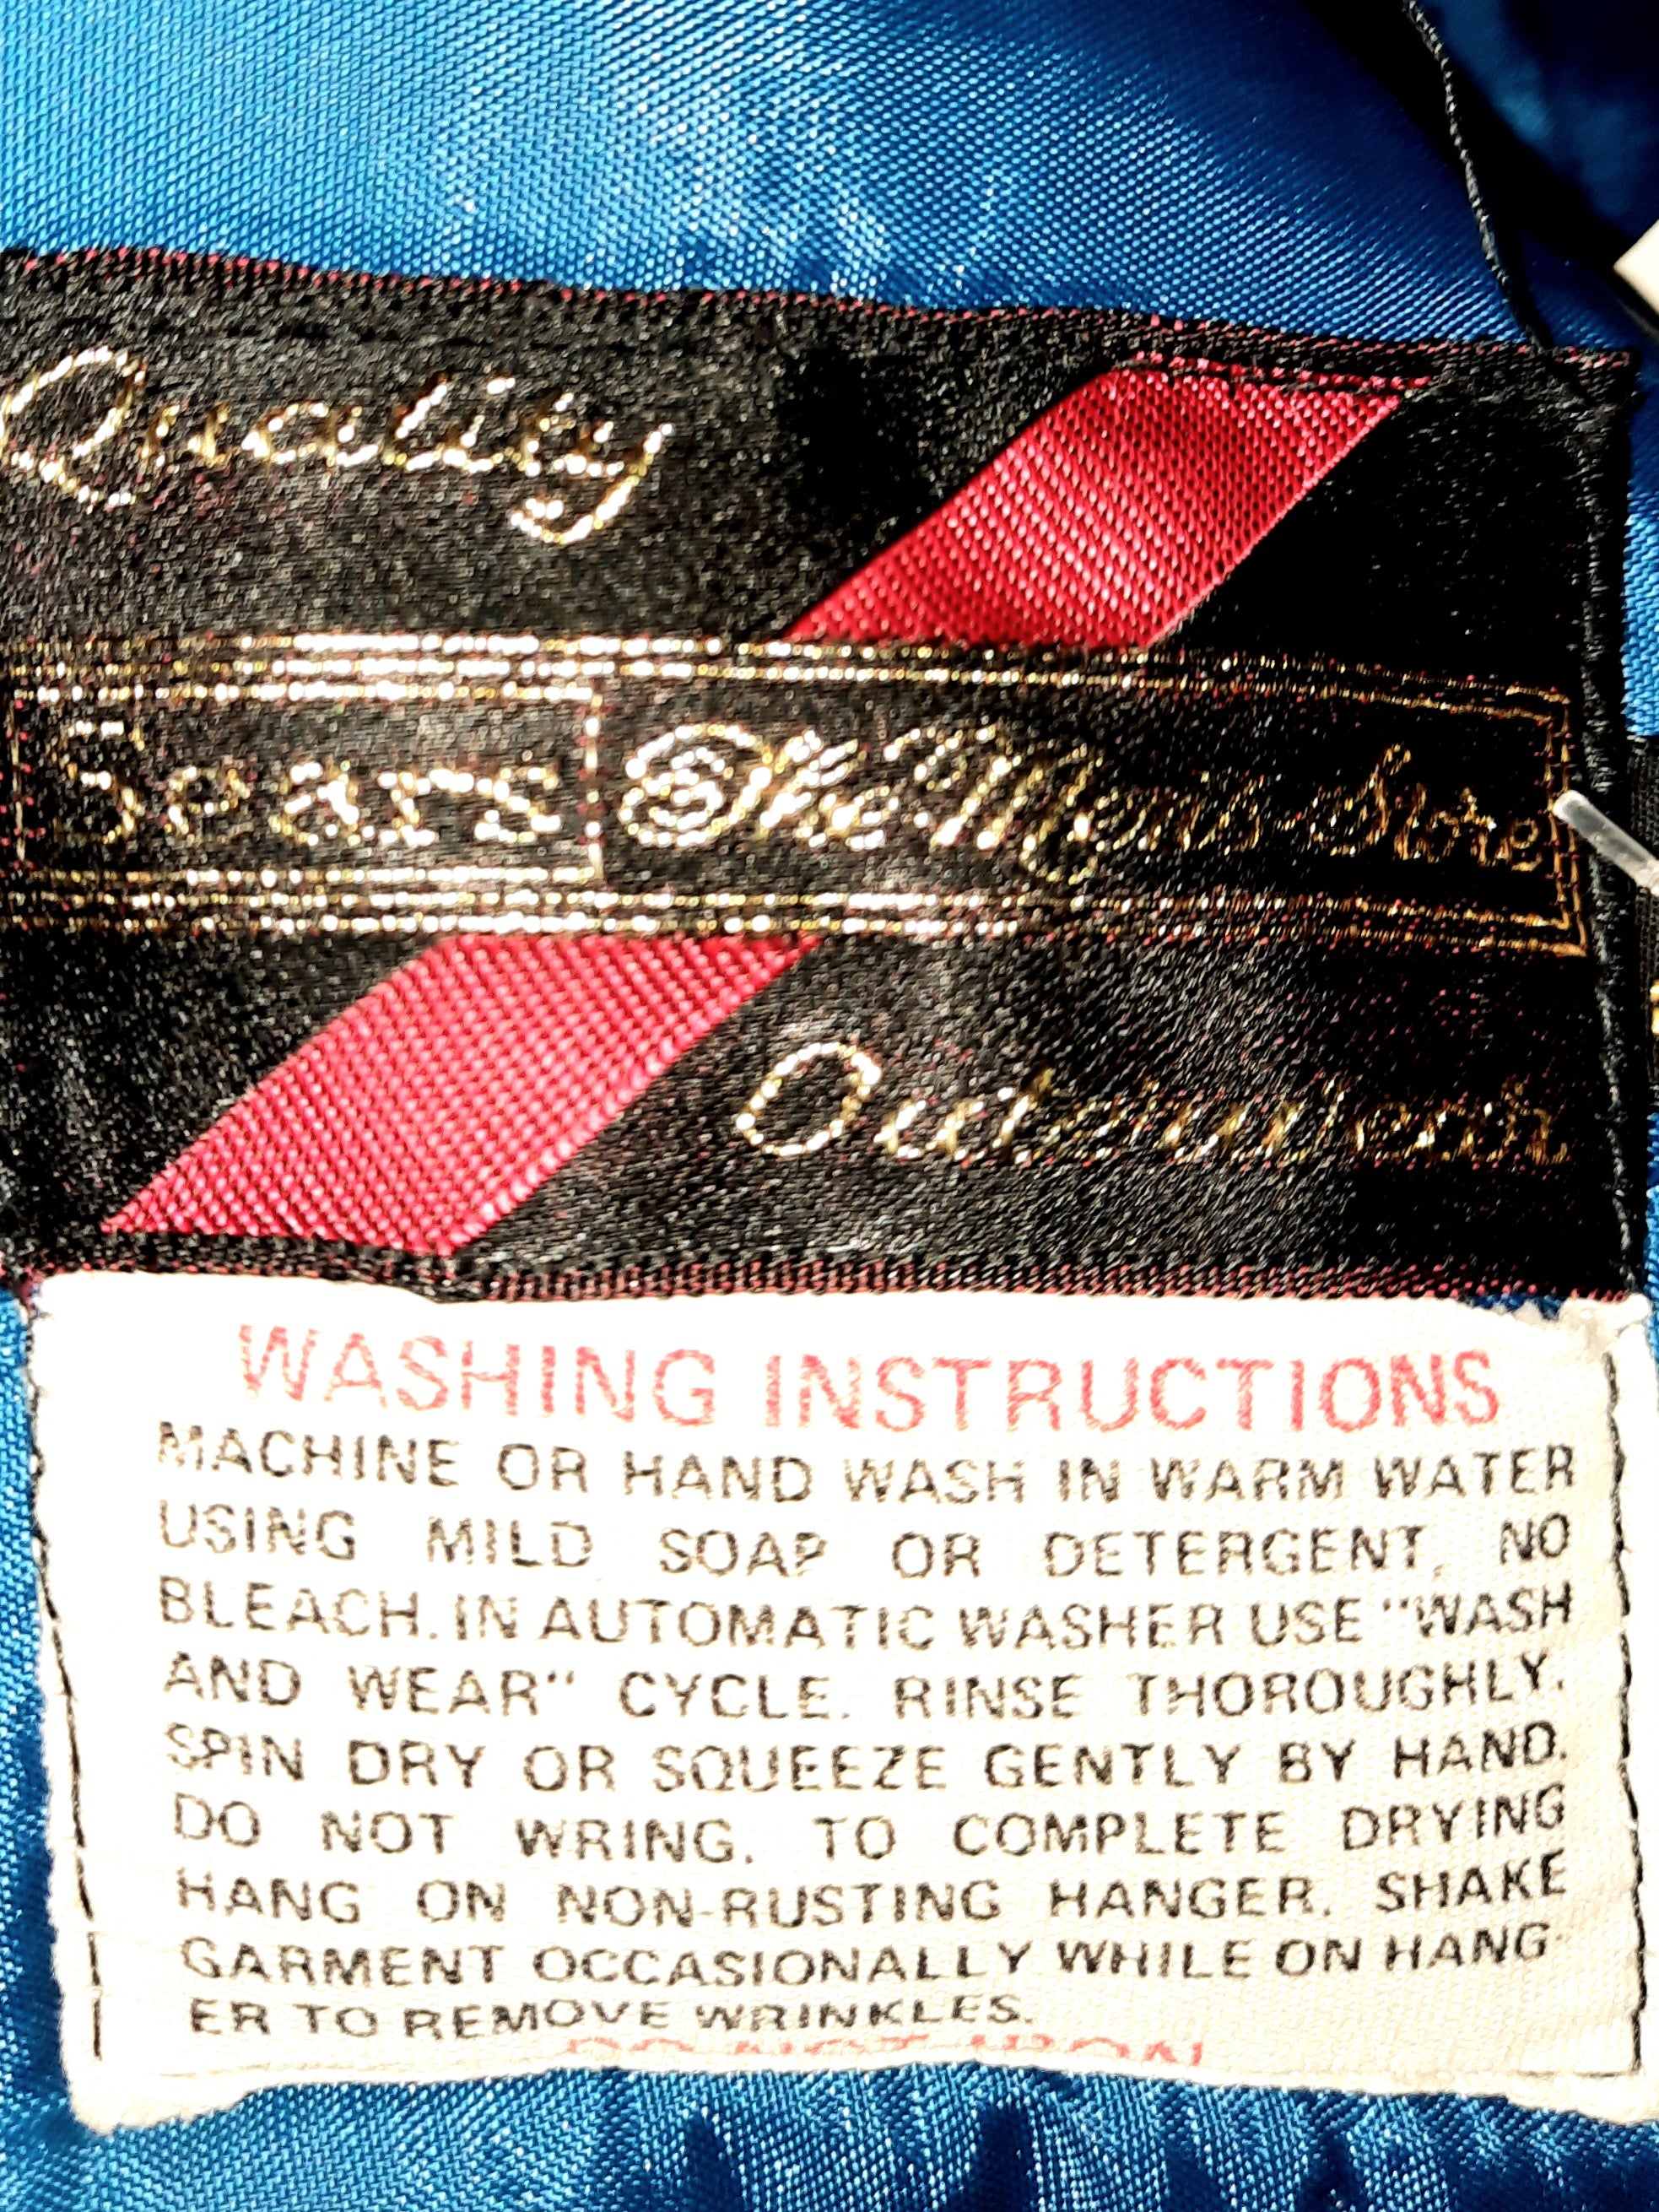 Quality
Sears The Men's Store
Outerwear
WASHING INSTRUCTIONS
MACHINE OR HAND WASH IN WARM WATER
USING MILD SOAP OR DETERGENT, NO
BLEACH. IN AUTOMATIC WASHER USE "WASH
AND WEAR" CYCLE. RINSE THOROUGHLY.
SPIN DRY OR SQUEEZE GENTLY BY HAND.
DO NOT WRING. TO COMPLETE DRYING
HANG ON NON-RUSTING HANGER. SHAKE
GARMENT OCCASIONALLY WHILE ON HANG-
ER TO REMOVE WRINKLES.
DO NOT IRON